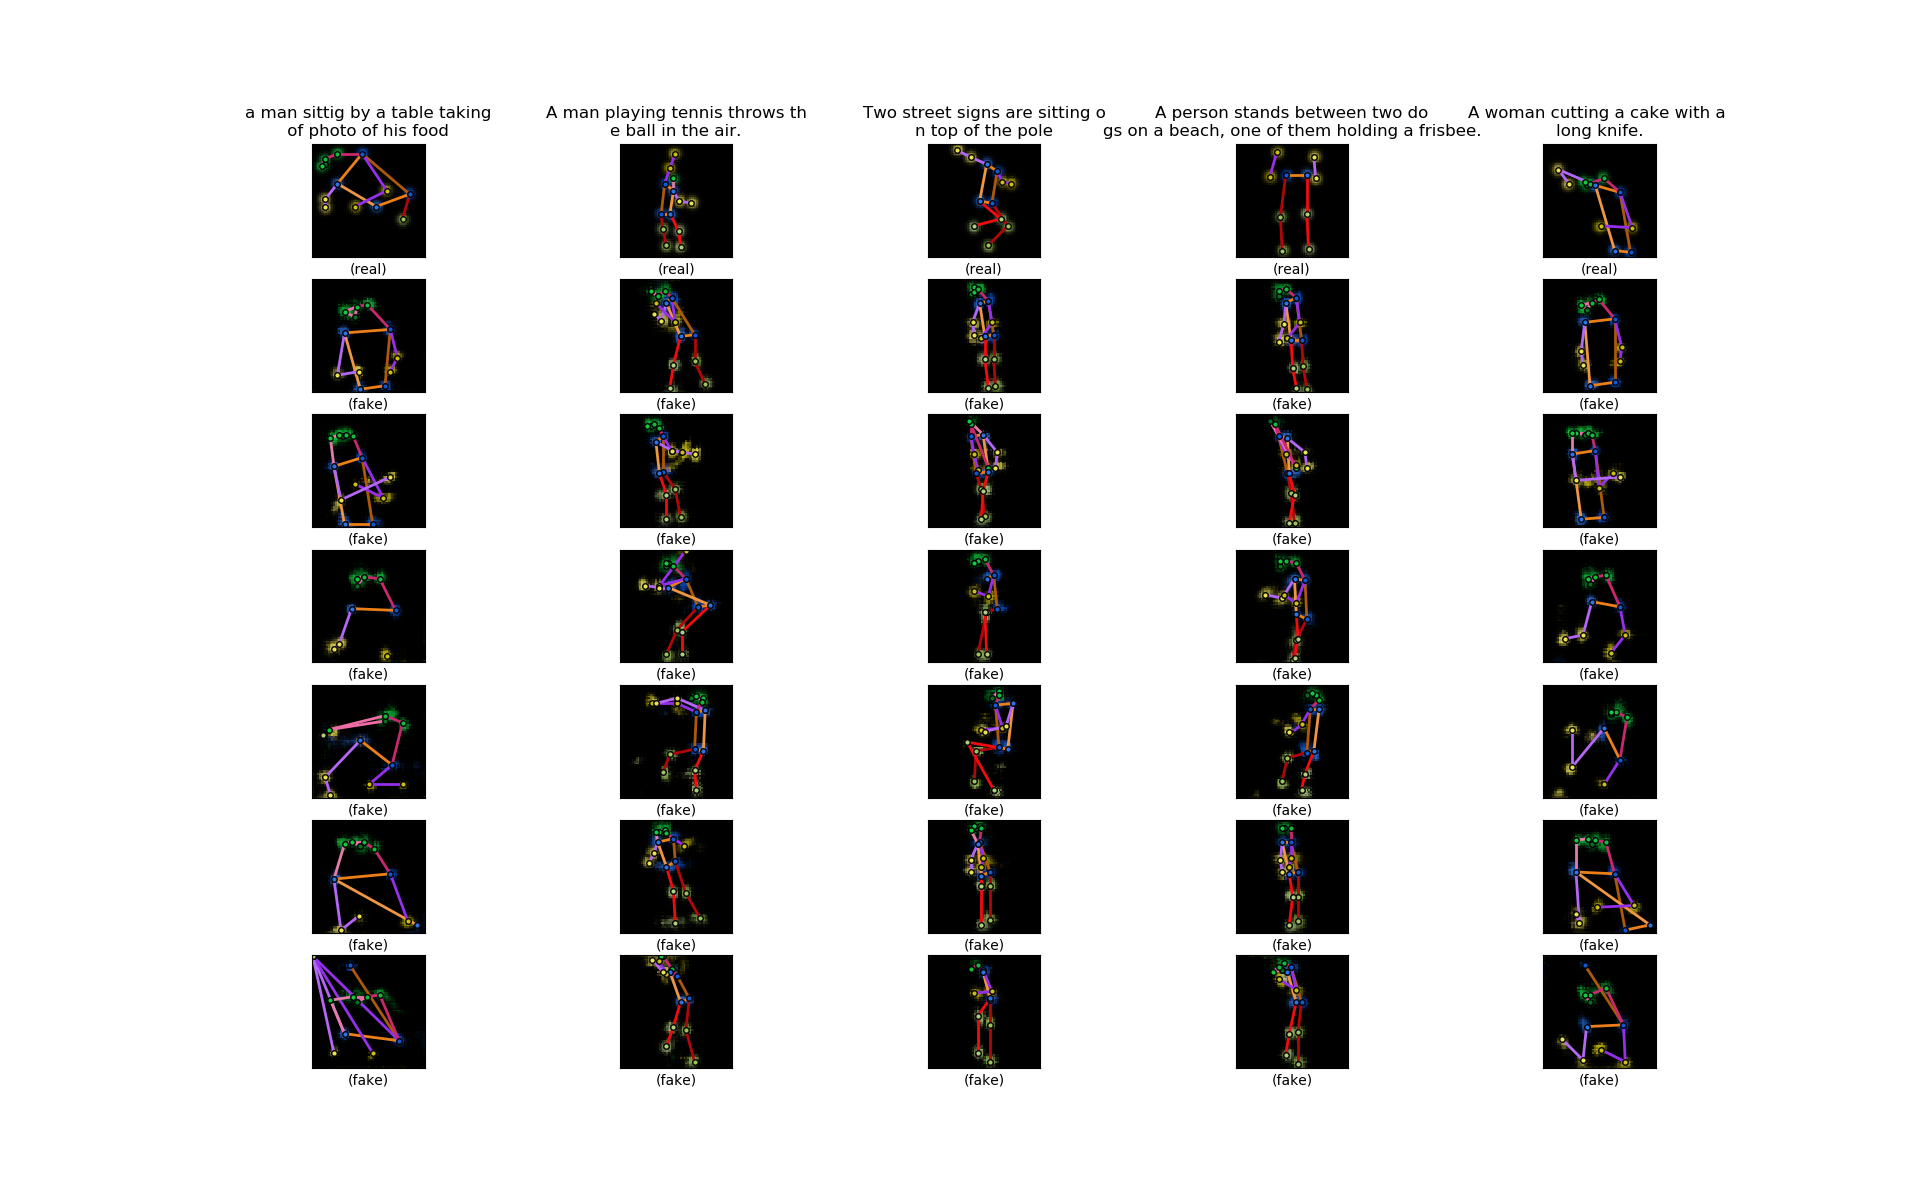 a man sittig by a table taking
of photo of his food
A man playing tennis throws th
e ball in the air.
Two street signs are sitting o
n top of the pole
A person stands between two do
gs on a beach, one of them holding a frisbee.
A woman cutting a cake with a
long knife.
(real) (real) (real) (real) (real)
(fake) (fake) (fake) (fake) (fake)
(fake) (fake) (fake) (fake) (fake)
(fake) (fake) (fake) (fake) (fake)
(fake) (fake) (fake) (fake) (fake)
(fake) (fake) (fake) (fake) (fake)
(fake) (fake) (fake) (fake) (fake)